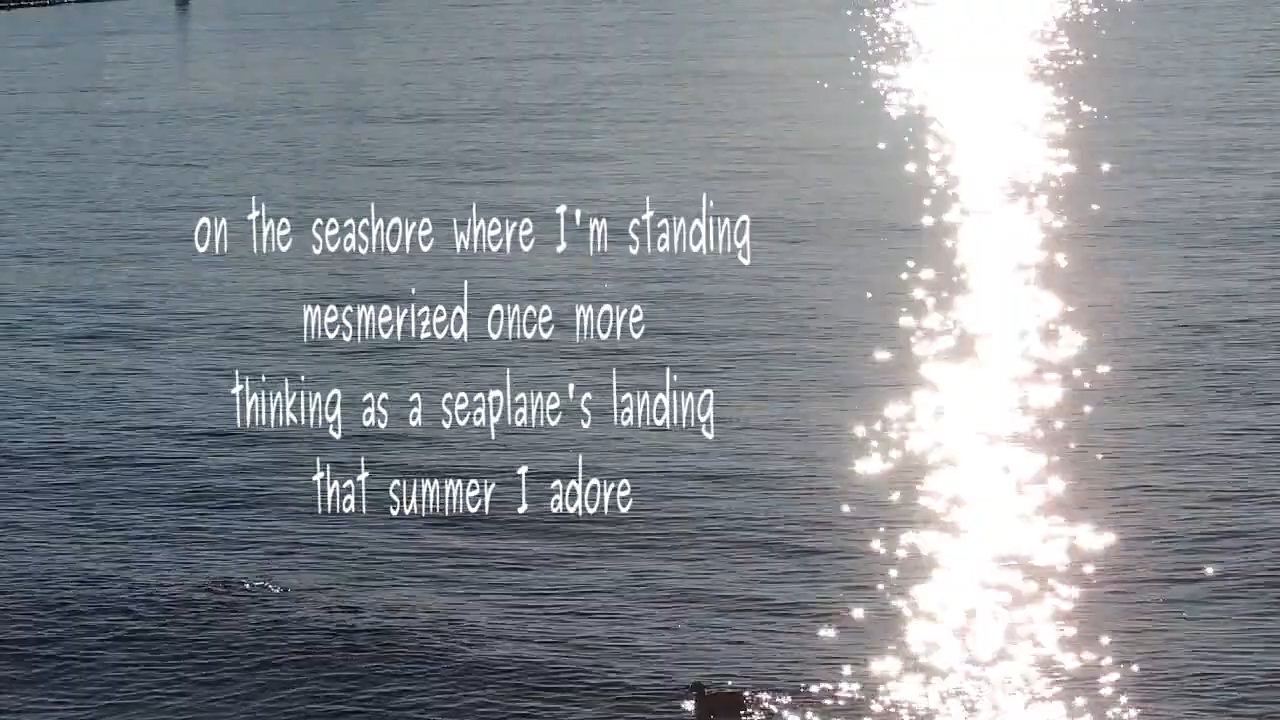 on the seashore where I'm standing
mesmerized once more
thinking as a seaplane's landing
that summer I adore